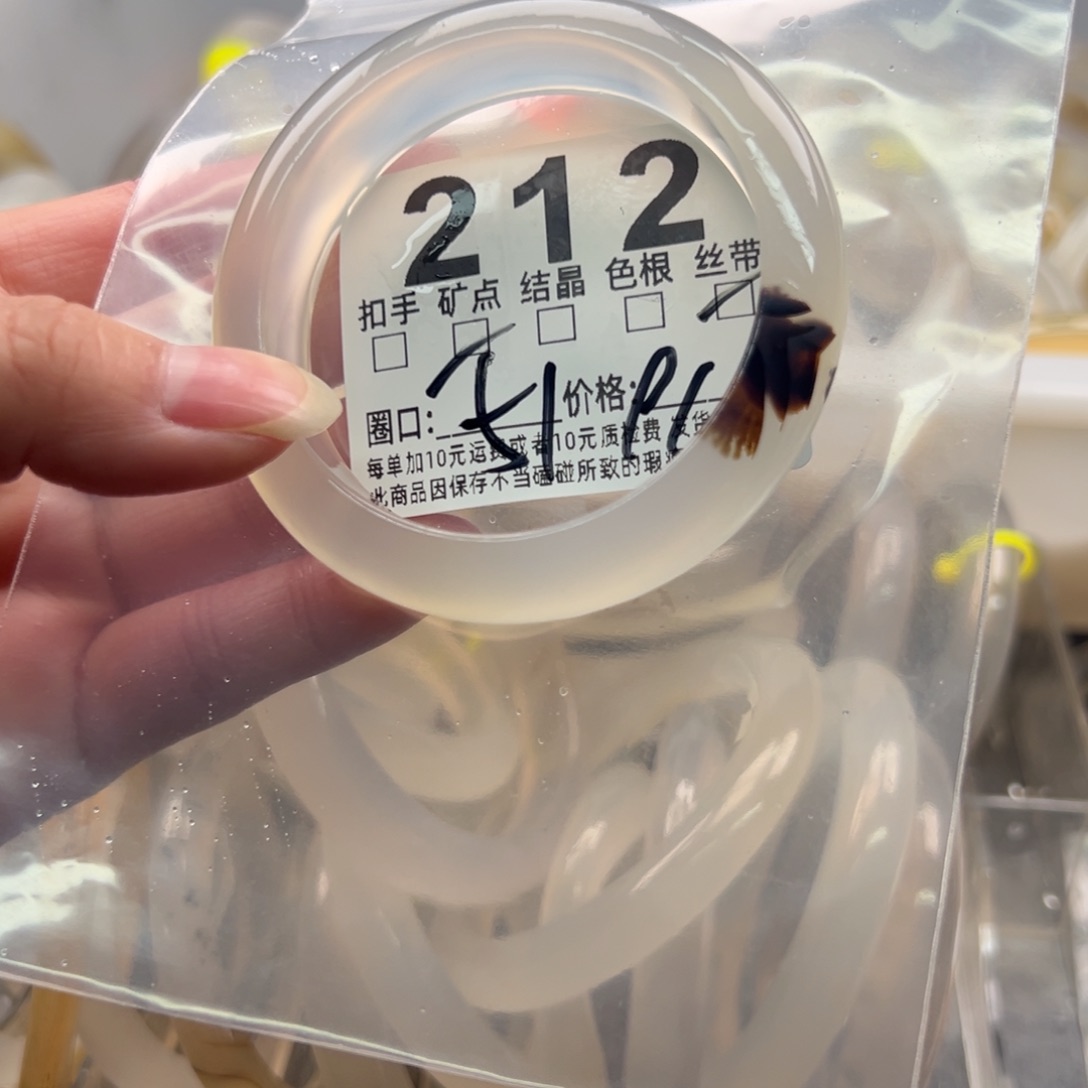 212
扣手 矿点 结晶 色根 丝带
圈口: 价格:
每单加10元运费或者10元质检费 发货
此商品因保存不当磕碰所致的瑕